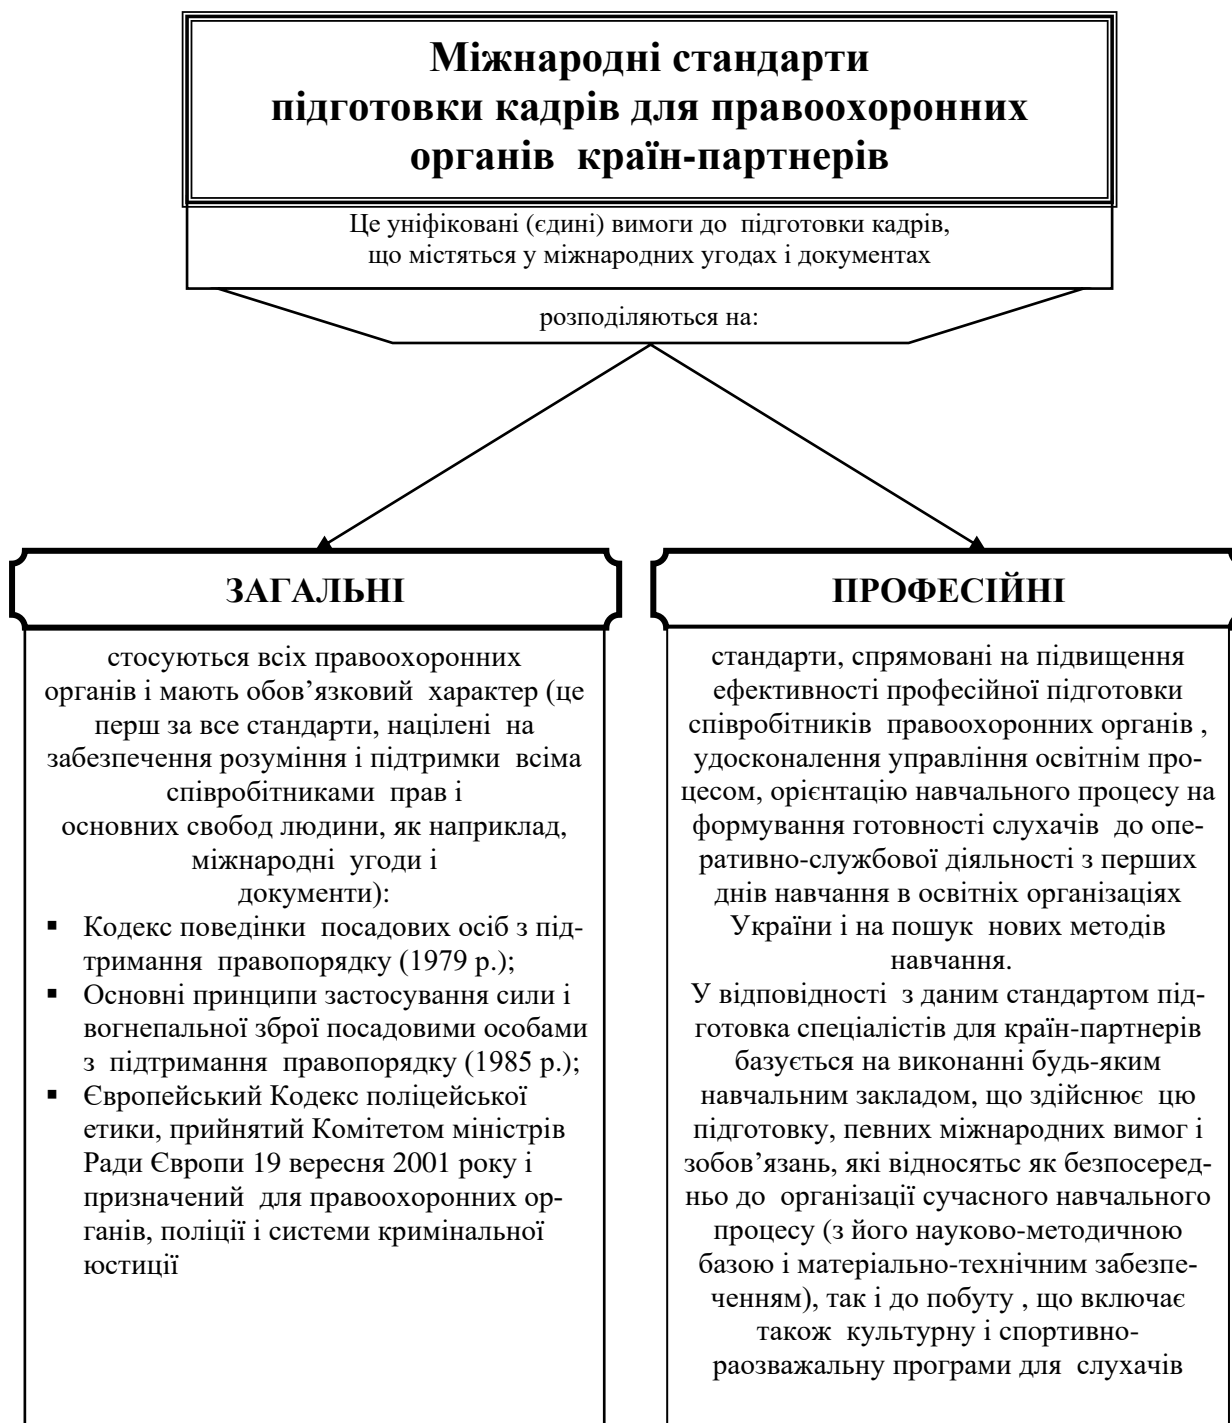 Міжнародні стандарти
підготовки кадрів для правоохоронних
органів країн-партнерів
Це уніфіковані (єдині) вимоги до підготовки кадрів,
що містяться у міжнародних угодах і документах
розподіляються на:
ЗАГАЛЬНІ
стосуються всіх правоохоронних
органів і мають обов’язковий характер (це
перш за все стандарти, націлені на
забезпечення розуміння і підтримки всіма
співробітниками прав і
основних свобод людини, як наприклад,
міжнародні угоди і
документи):
▪ Кодекс поведінки посадових осіб з під-
тримання правопорядку (1979 р.);
▪ Основні принципи застосування сили і
вогнепальної зброї посадовими особами
з підтримання правопорядку (1985 р.);
▪ Європейський Кодекс поліцейської
етики, прийнятий Комітетом міністрів
Ради Європи 19 вересня 2001 року і
призначений для правоохоронних ор-
ганів, поліції і системи кримінальної
юстиції
ПРОФЕСІЙНІ
стандарти, спрямовані на підвищення
ефективності професійної підготовки
співробітників правоохоронних органів ,
удосконалення управління освітнім про-
цесом, орієнтацію навчального процесу на
формування готовності слухачів до опе-
ративно-службової діяльності з перших
днів навчання в освітніх організаціях
України і на пошук нових методів
навчання.
У відповідності з даним стандартом під-
готовка спеціалістів для країн-партнерів
базується на виконанні будь-яким
навчальним закладом, що здійснює цю
підготовку, певних міжнародних вимог і
зобов’язань, які відносятьс як безпосеред-
ньо до організації сучасного навчального
процесу (з його науково-методичною
базою і матеріально-технічним забезпе-
ченням), так і до побуту , що включає
також культурну і спортивно-
раозважальну програми для слухачів